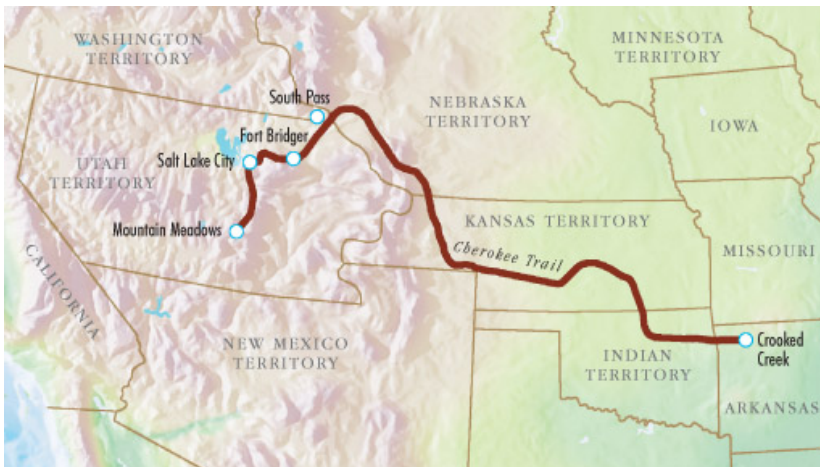 WASHINGTON
TERRITORY
MINNESOTA
TERRITORY
South Pass
NEBRASKA
TERRITORY
IOWA
Fort Bridger
Salt Lake City
UTAH
TERRITORY
Mountain Meadows
KANSAS TERRITORY
Cherokee Trail
MISSOURI
CALIFORNIA
NEW MEXICO
TERRITORY
Crooked
Creek
INDIAN
TERRITORY
ARKANSAS